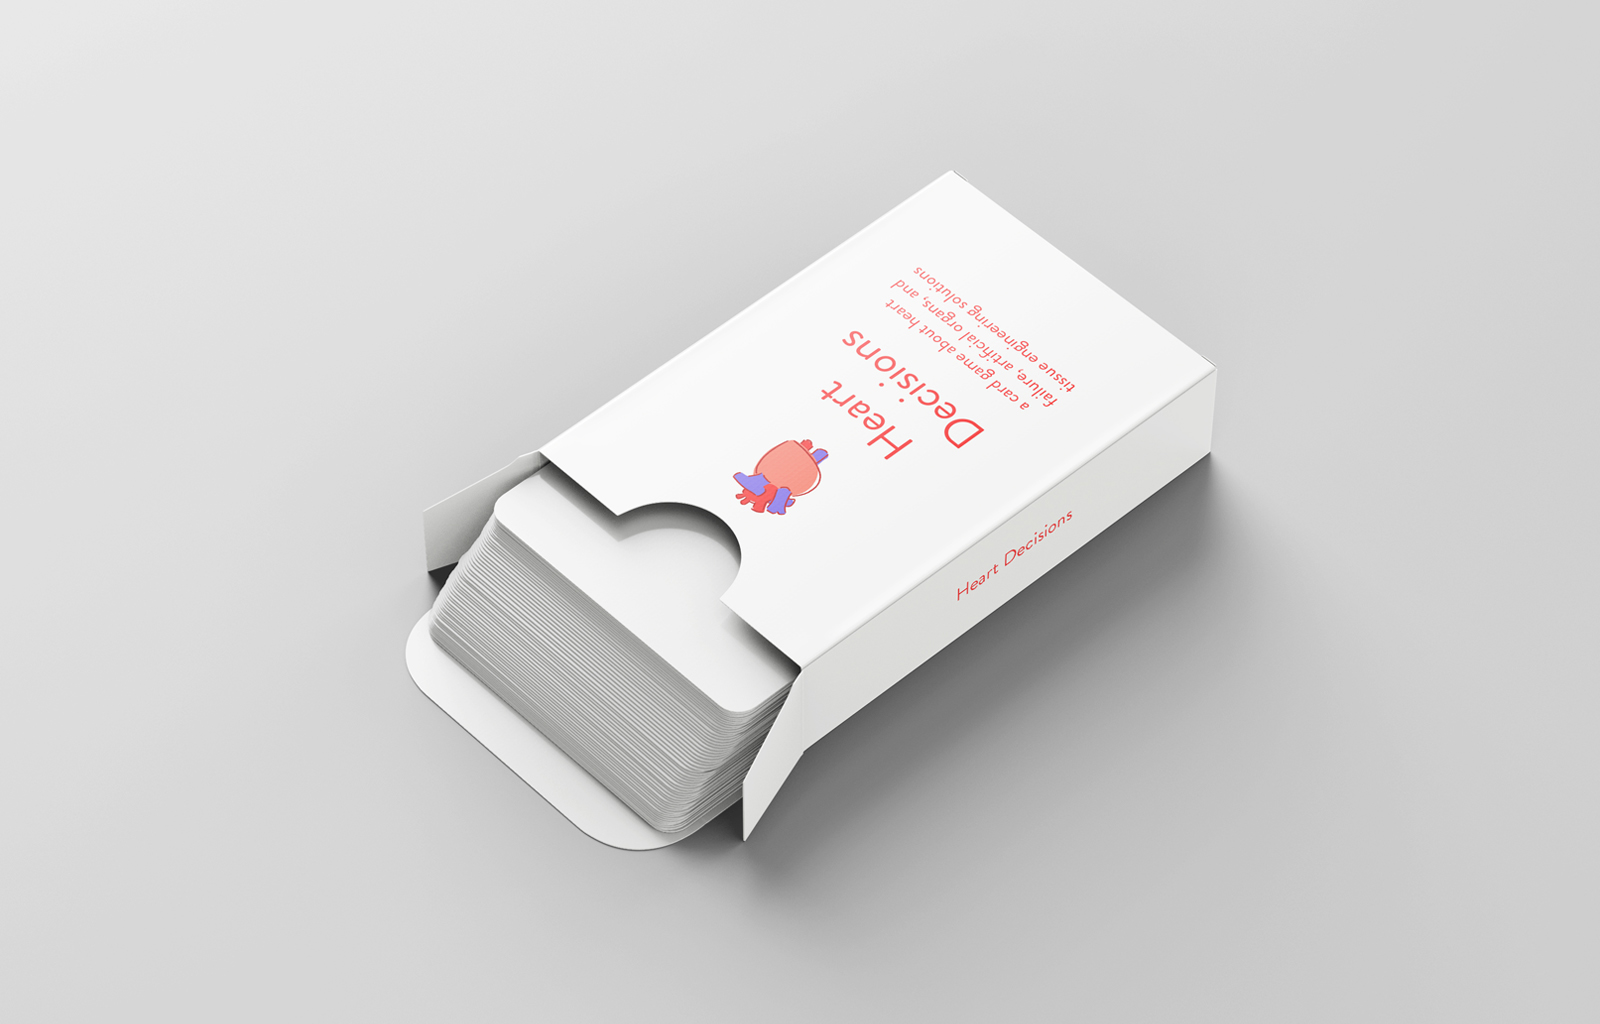 Heart
Decisions
a card game about heart
failure, artificial organs, and
tissue engineering solutions
Heart Decisions